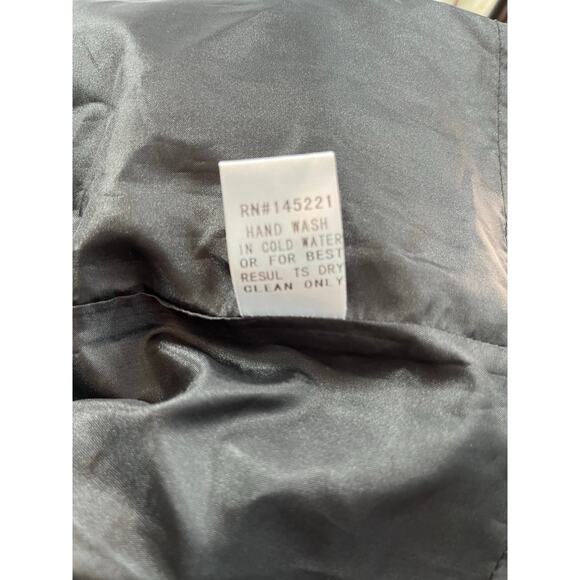 RN#145221
HAND WASH
IN COLD WATER
OR FOR BEST
RESUL TS DRY
CLEAN ONLY